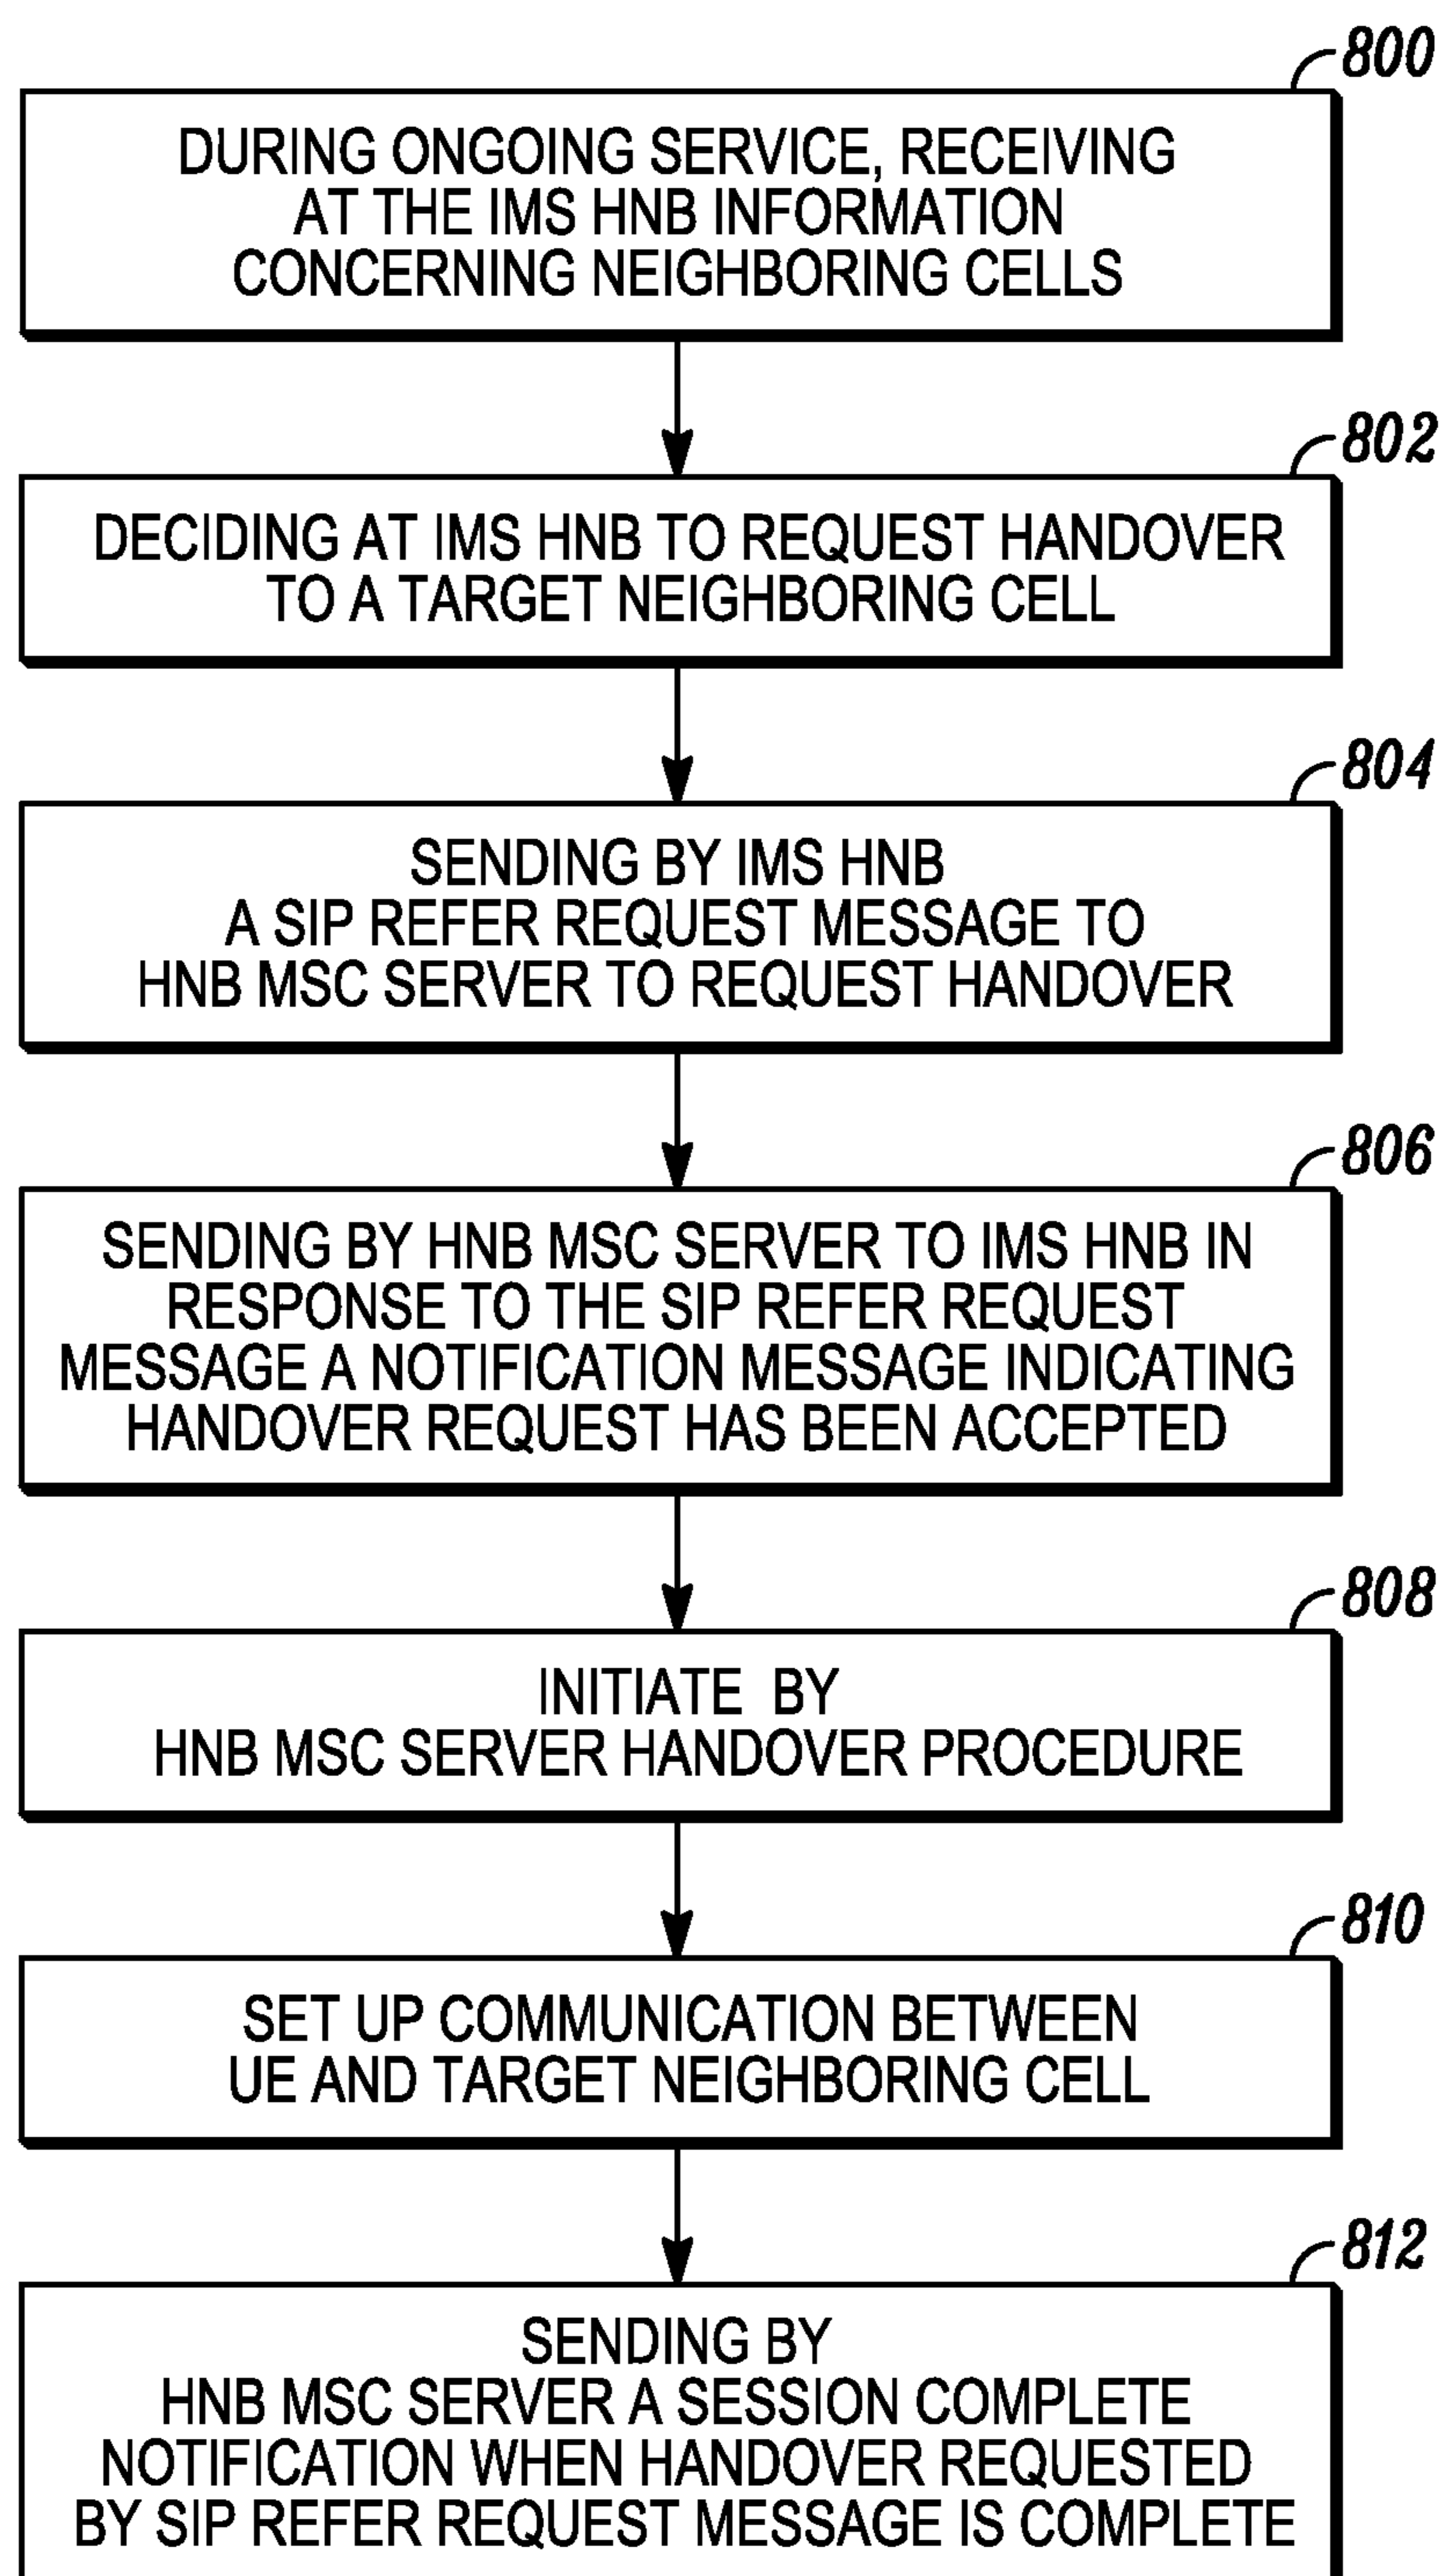 800
DURING ONGOING SERVICE, RECEIVING
AT THE IMS HNB INFORMATION
CONCERNING NEIGHBORING CELLS
802
DECIDING AT IMS HNB TO REQUEST HANDOVER
TO A TARGET NEIGHBORING CELL
804
SENDING BY IMS HNB
A SIP REFER REQUEST MESSAGE TO
HNB MSC SERVER TO REQUEST HANDOVER
806
SENDING BY HNB MSC SERVER TO IMS HNB IN
RESPONSE TO THE SIP REFER REQUEST
MESSAGE A NOTIFICATION MESSAGE INDICATING
HANDOVER REQUEST HAS BEEN ACCEPTED
808
INITIATE BY
HNB MSC SERVER HANDOVER PROCEDURE
810
SET UP COMMUNICATION BETWEEN
UE AND TARGET NEIGHBORING CELL
812
SENDING BY
HNB MSC SERVER A SESSION COMPLETE
NOTIFICATION WHEN HANDOVER REQUESTED
BY SIP REFER REQUEST MESSAGE IS COMPLETE